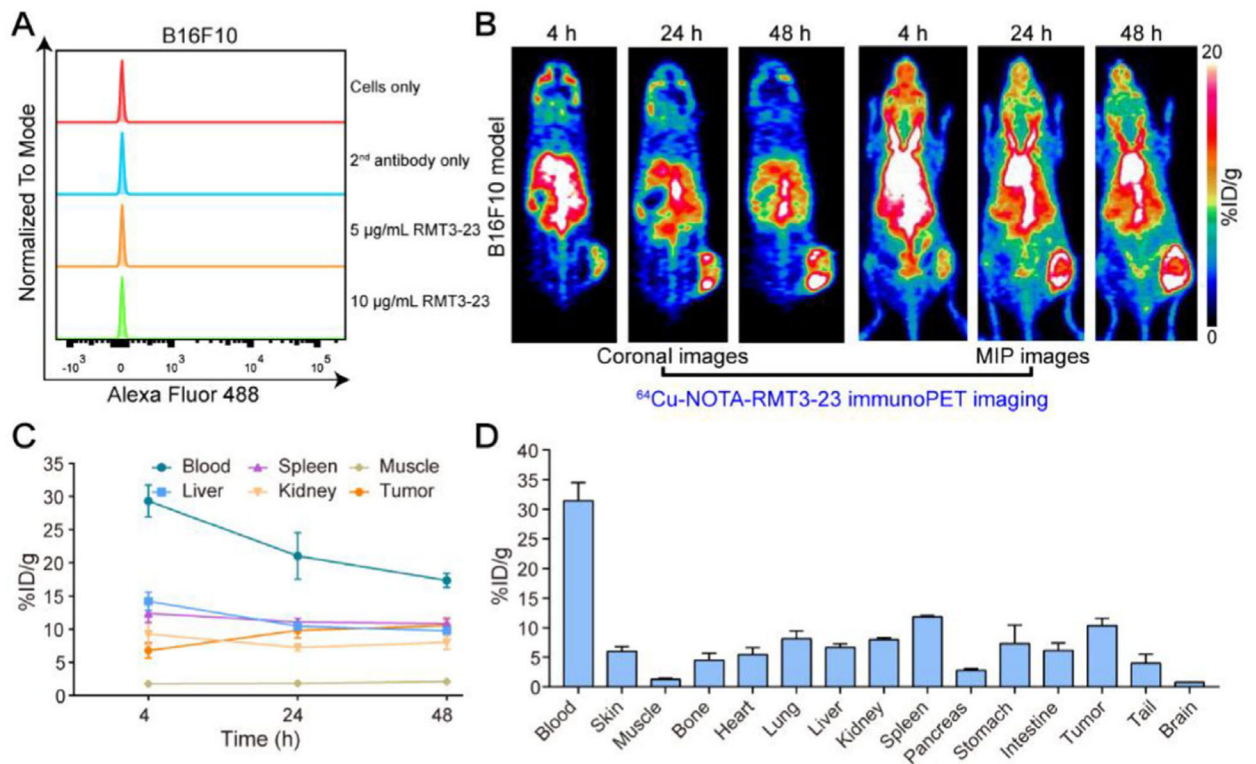 A
B16F10
Normalized To Mode
Cells only
2nd antibody only
5 µg/mL RMT3-23
10 µg/mL RMT3-23
-10³ 0 10³ 10⁴ 10⁵
Alexa Fluor 488
B
4 h 24 h 48 h 4 h 24 h 48 h
B16F10 model
20
%ID/g
0
Coronal images MIP images
⁶⁴Cu-NOTA-RMT3-23 immunoPET imaging
C
Blood Spleen Muscle
Liver Kidney Tumor
%ID/g
35
30
25
20
15
10
5
0
4 24 48
Time (h)
D
%ID/g
40
35
30
25
20
15
10
5
0
Blood
Skin
Muscle
Bone
Heart
Lung
Liver
Kidney
Spleen
Pancreas
Stomach
Intestine
Tumor
Tail
Brain